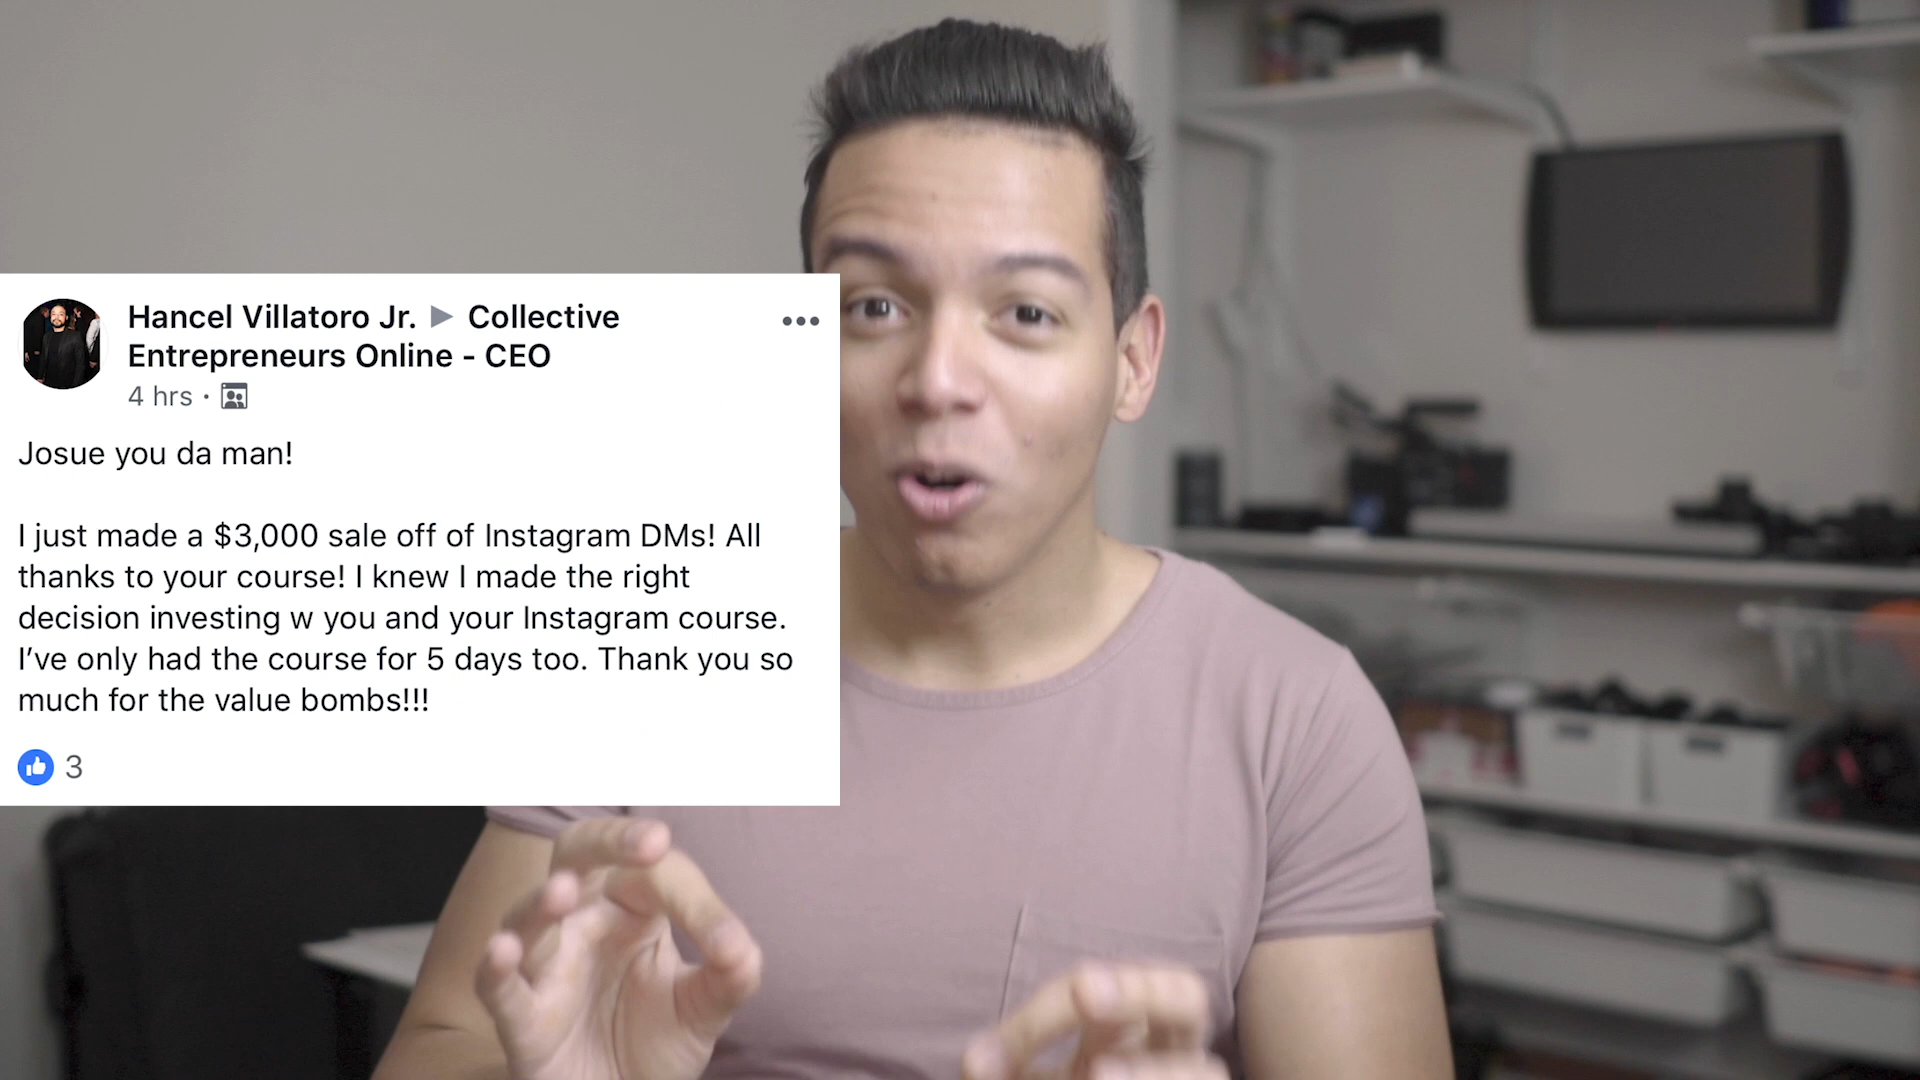 Hancel Villatoro Jr. ▶ Collective
Entrepreneurs Online - CEO
4 hrs ·
Josue you da man!
I just made a $3,000 sale off of Instagram DMs! All
thanks to your course! I knew I made the right
decision investing w you and your Instagram course.
I’ve only had the course for 5 days too. Thank you so
much for the value bombs!!!
3